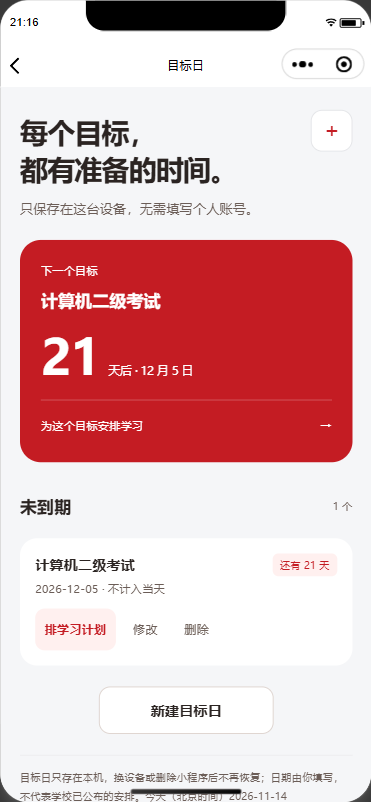 21:16
目标日
每个目标，
都有准备的时间。
+
只保存在这台设备，无需填写个人账号。
下一个目标
计算机二级考试
21 天后 · 12 月 5 日
为这个目标安排学习 →
未到期 1 个
计算机二级考试 还有 21 天
2026-12-05 · 不计入当天
排学习计划 修改 删除
新建目标日
目标日只存在本机，换设备或删除小程序后不再恢复；日期由你填写，
不代表学校已公布的安排。今天（北京时间）2026-11-14